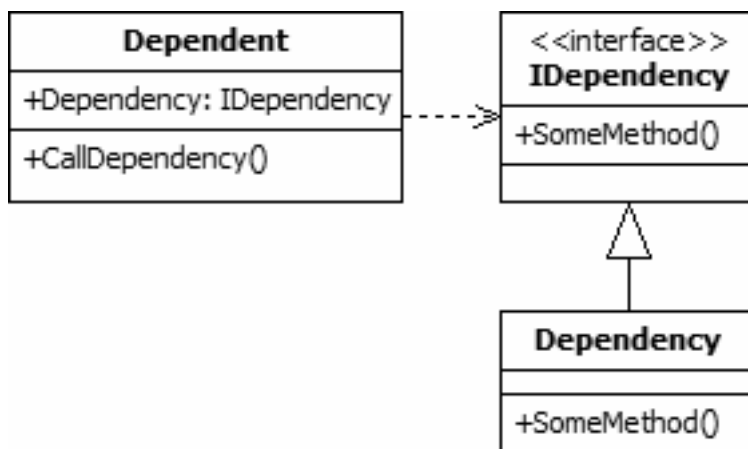 Dependent
+Dependency: IDependency
+CallDependency()
<<interface>>
IDependency
+SomeMethod()
Dependency
+SomeMethod()